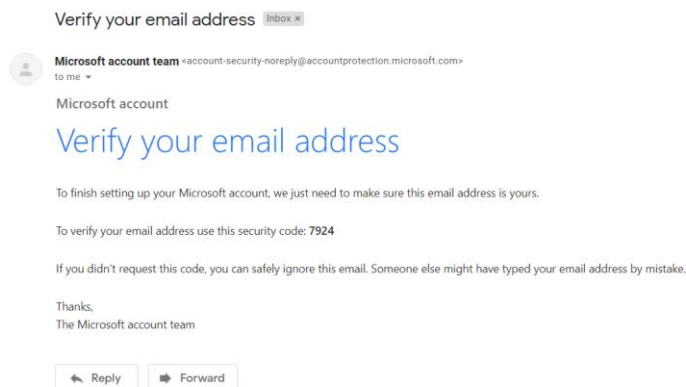 Verify your email address Inbox ×
Microsoft account team <account-security-noreply@accountprotection.microsoft.com>
to me
Microsoft account
Verify your email address
To finish setting up your Microsoft account, we just need to make sure this email address is yours.
To verify your email address use this security code: 7924
If you didn't request this code, you can safely ignore this email. Someone else might have typed your email address by mistake.
Thanks,
The Microsoft account team
Reply Forward